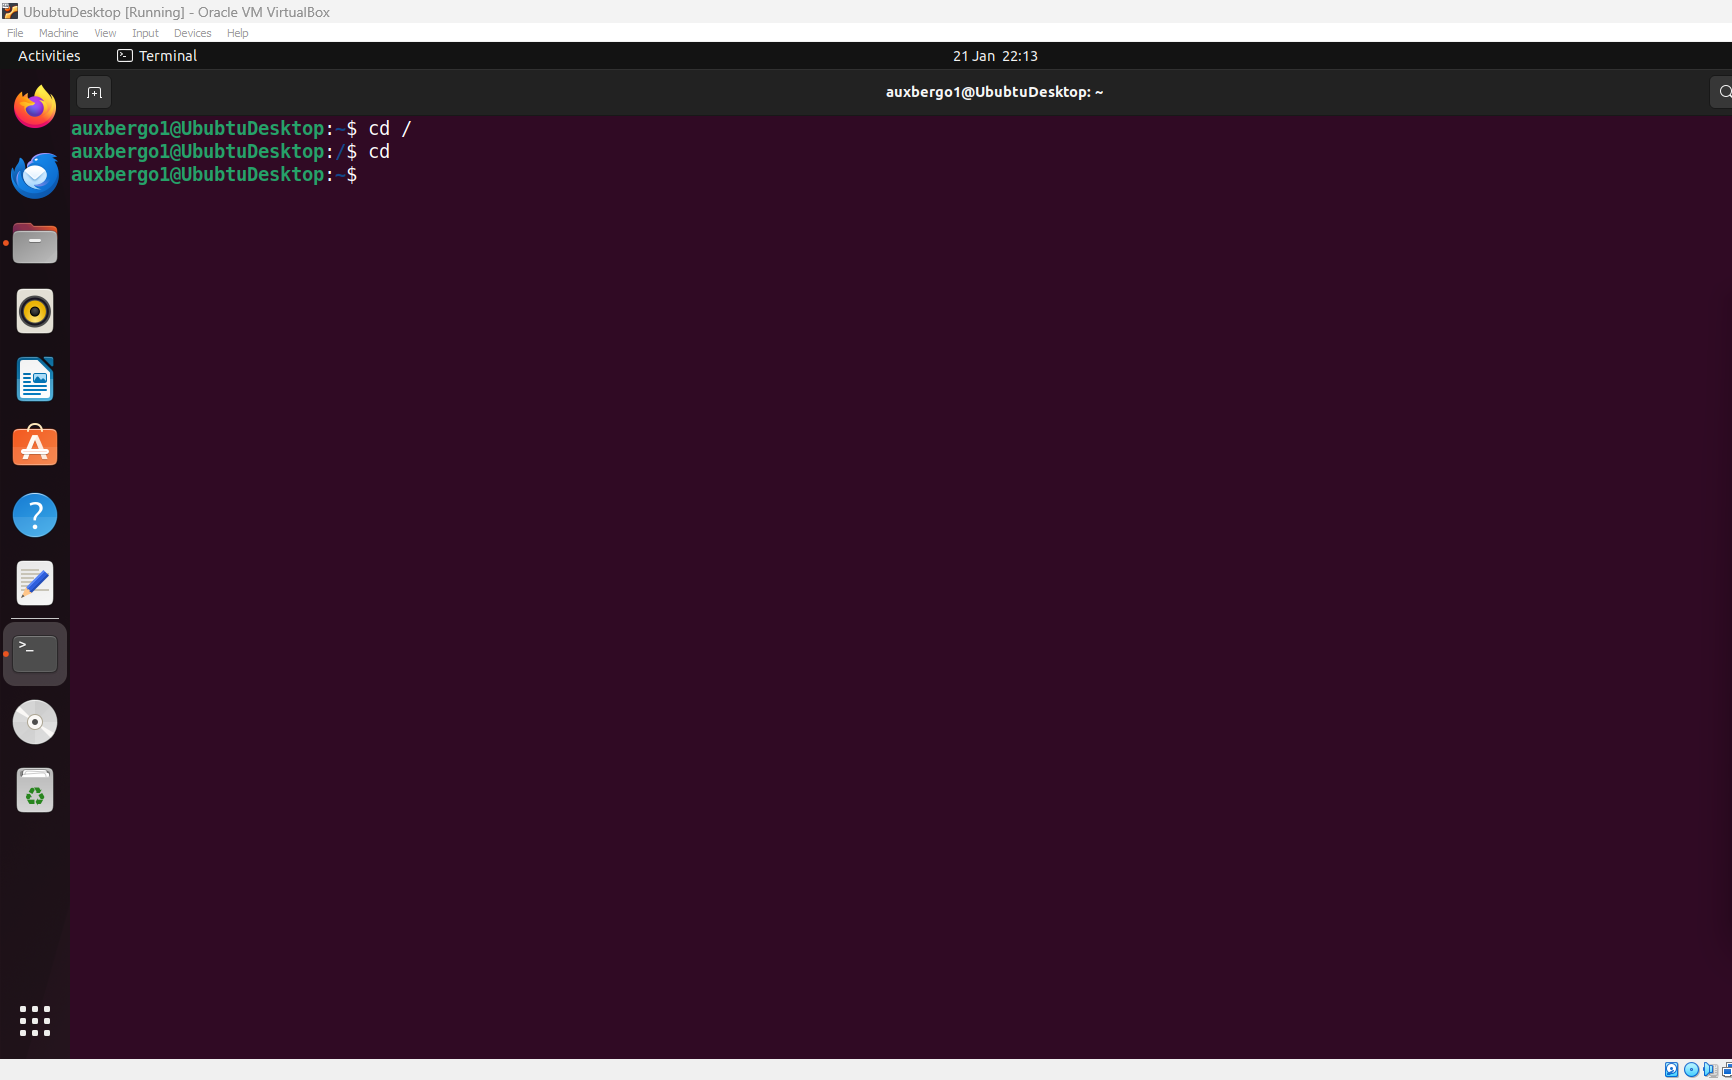 UbubtuDesktop [Running] - Oracle VM VirtualBox
File Machine View Input Devices Help
Activities Terminal 21 Jan 22:13
auxbergo1@UbubtuDesktop: ~
auxbergo1@UbubtuDesktop:~$ cd /
auxbergo1@UbubtuDesktop:/$ cd
auxbergo1@UbubtuDesktop:~$